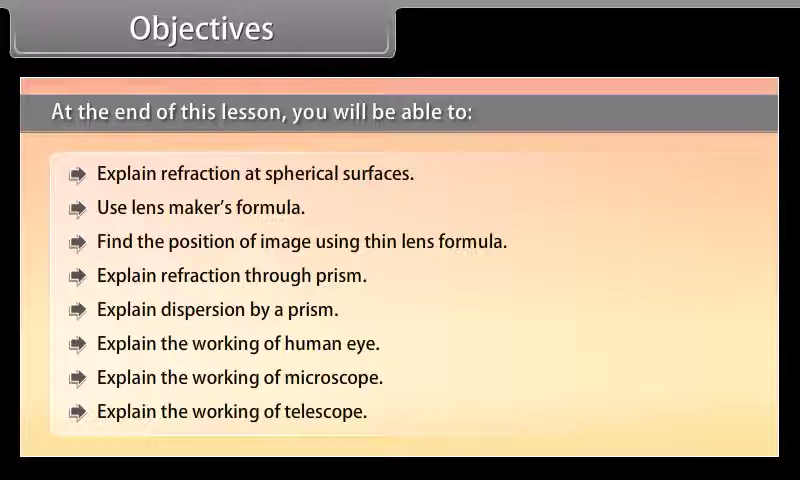 Objectives
At the end of this lesson, you will be able to:
Explain refraction at spherical surfaces.
Use lens maker's formula.
Find the position of image using thin lens formula.
Explain refraction through prism.
Explain dispersion by a prism.
Explain the working of human eye.
Explain the working of microscope.
Explain the working of telescope.